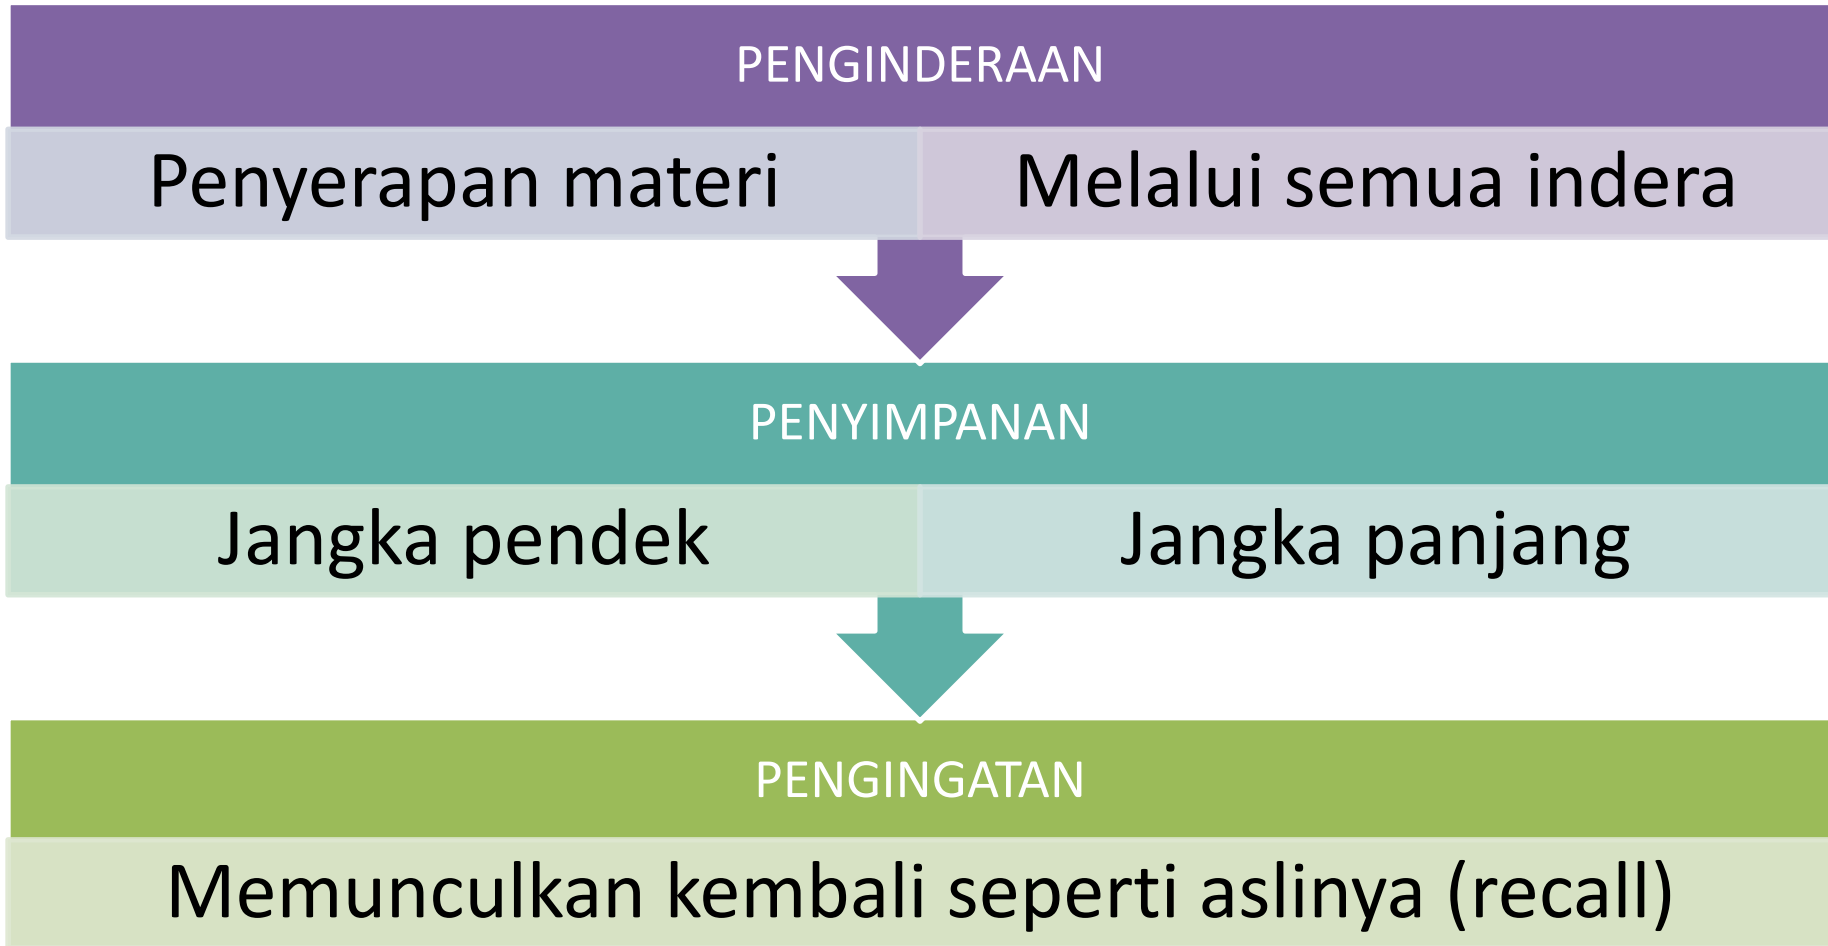 PENGINDERAAN
Penyerapan materi
Melalui semua indera
PENYIMPANAN
Jangka pendek
Jangka panjang
PENGINGATAN
Memunculkan kembali seperti aslinya (recall)